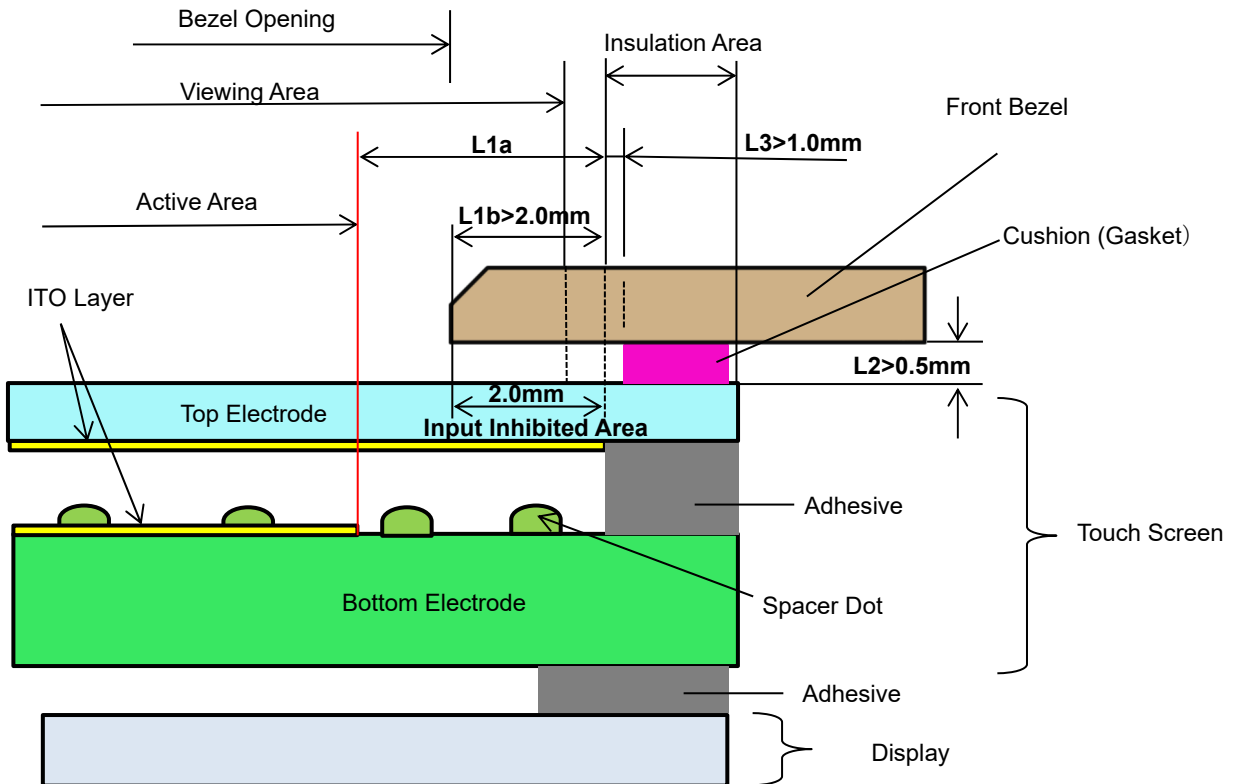 Bezel Opening
Insulation Area
Viewing Area
Front Bezel
L1a
L3>1.0mm
Active Area
L1b>2.0mm
Cushion (Gasket）
ITO Layer
L2>0.5mm
2.0mm
Top Electrode
Input Inhibited Area
Adhesive
Touch Screen
Bottom Electrode
Spacer Dot
Adhesive
Display